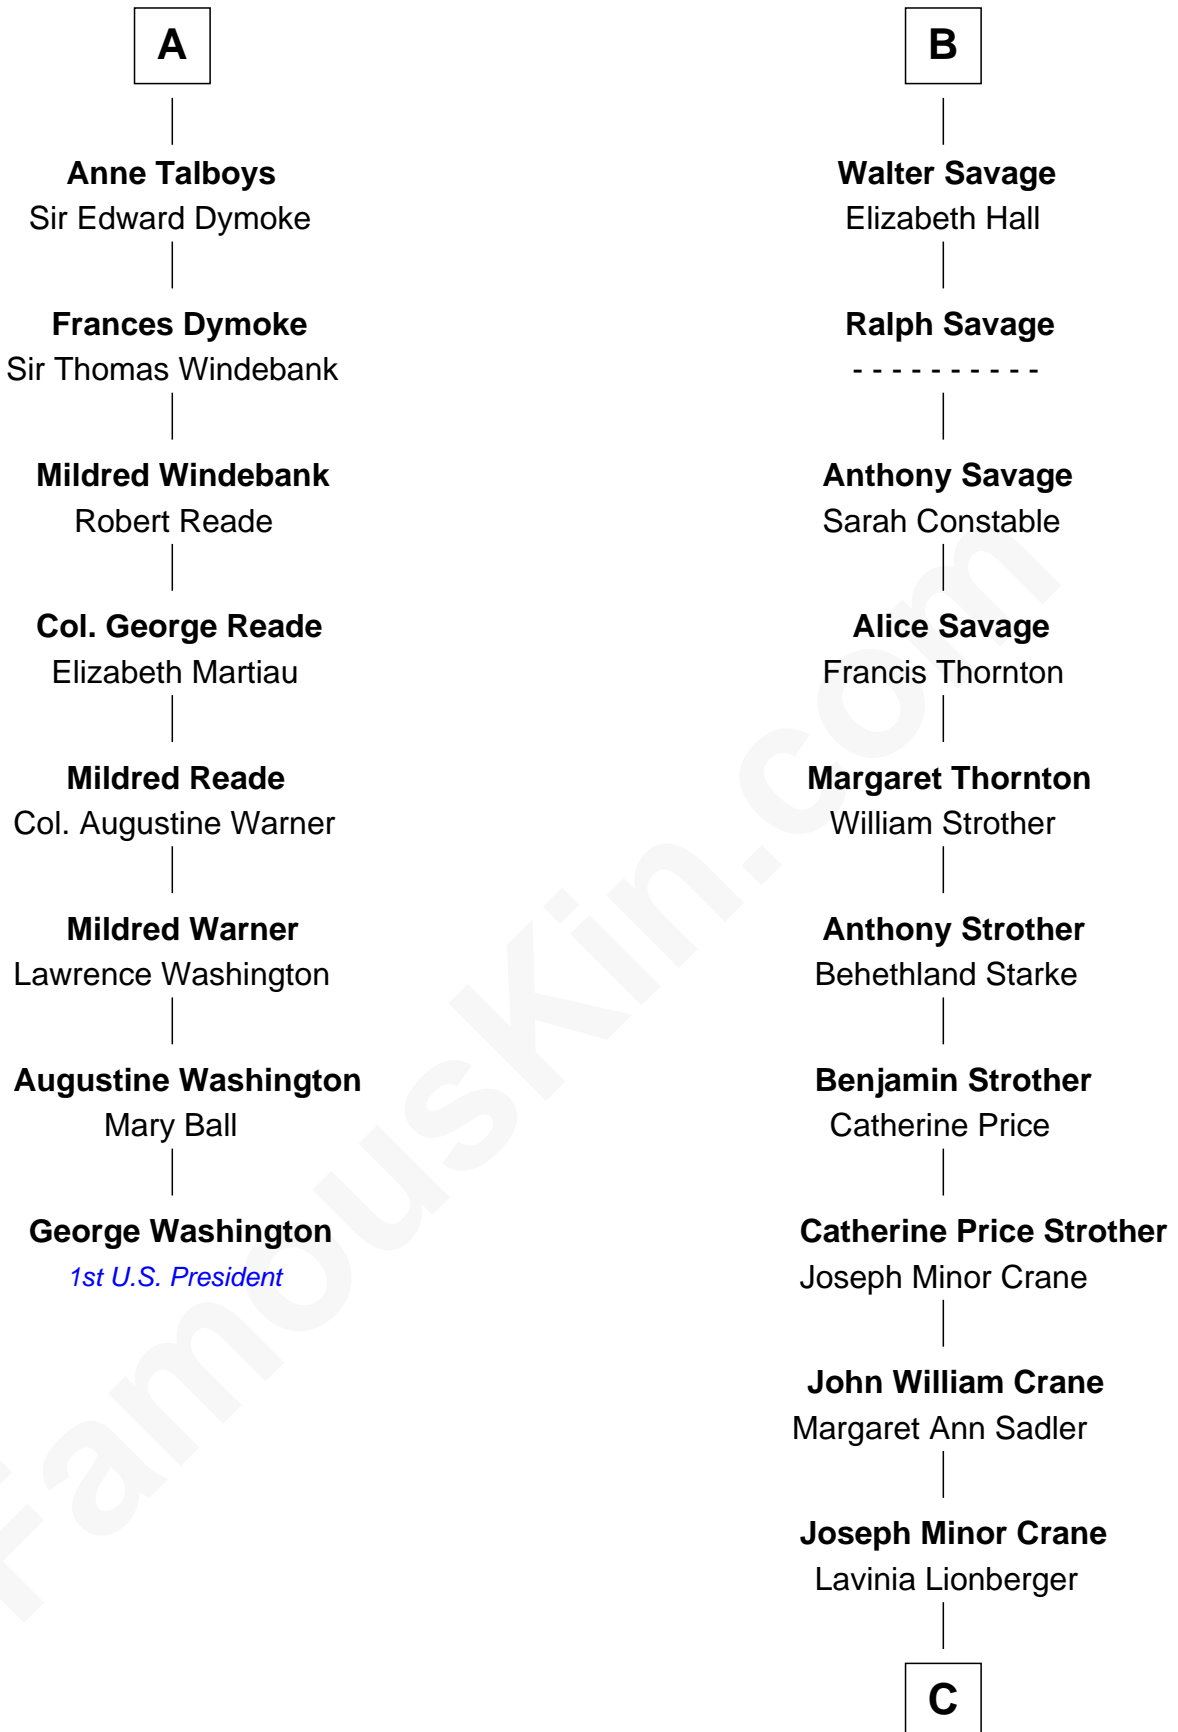 A
Anne Talboys
Sir Edward Dymoke
Frances Dymoke
Sir Thomas Windebank
Mildred Windebank
Robert Reade
Col. George Reade
Elizabeth Martiau
Mildred Reade
Col. Augustine Warner
Mildred Warner
Lawrence Washington
Augustine Washington
Mary Ball
George Washington
1st U.S. President
B
Walter Savage
Elizabeth Hall
Ralph Savage
- - - - - - - - - -
Anthony Savage
Sarah Constable
Alice Savage
Francis Thornton
Margaret Thornton
William Strother
Anthony Strother
Behethland Starke
Benjamin Strother
Catherine Price
Catherine Price Strother
Joseph Minor Crane
John William Crane
Margaret Ann Sadler
Joseph Minor Crane
Lavinia Lionberger
C
FamousKin.com